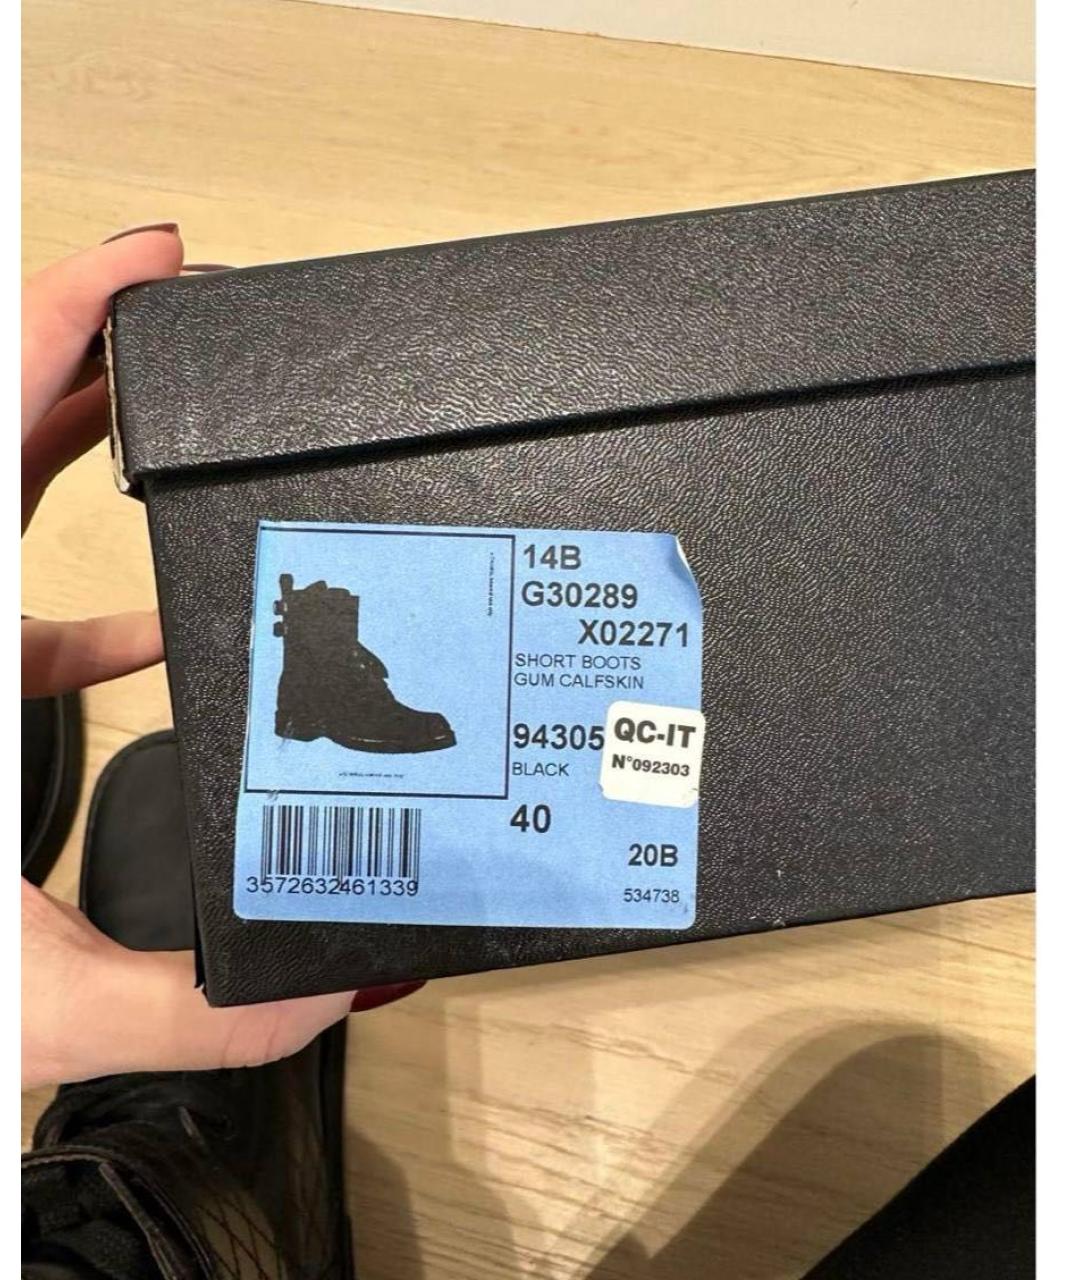 14B
G30289
X02271
SHORT BOOTS
GUM CALFSKIN
94305
BLACK
QC-IT
N°092303
40
20B
534738
3572632461339